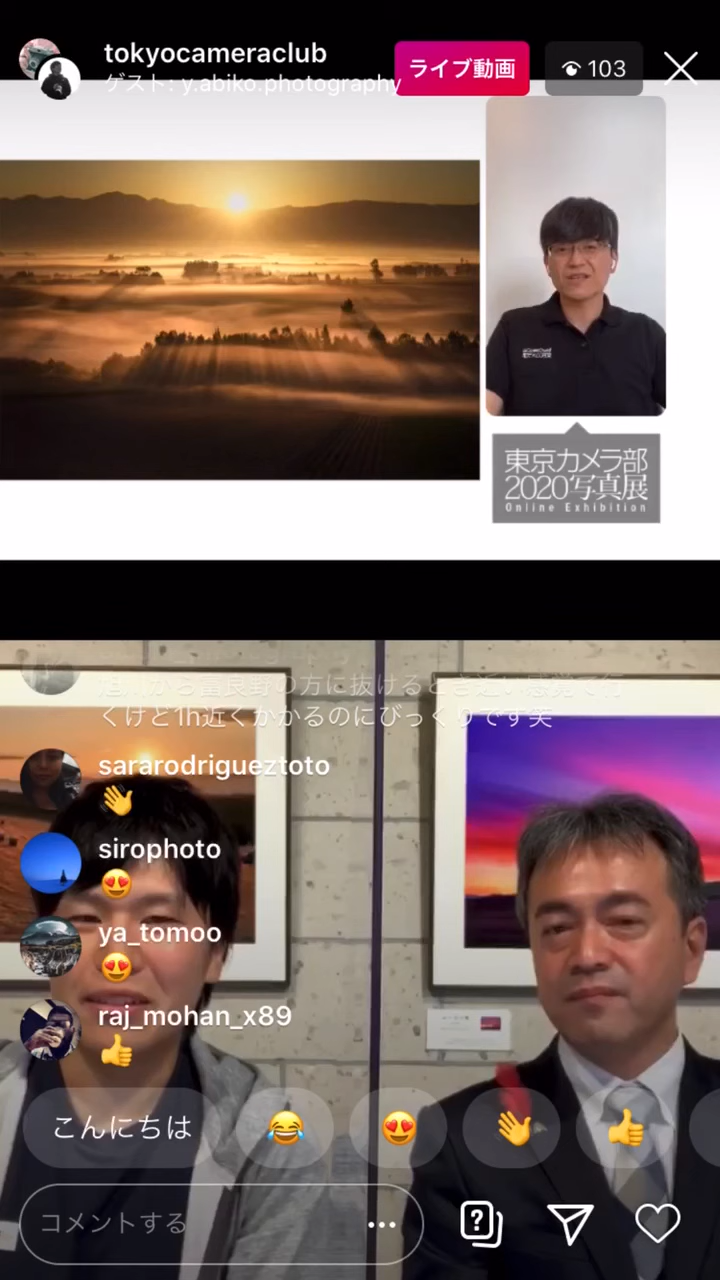 tokyocameraclub
ゲスト: y.abiko.photography
ライブ動画
103
東京カメラ部
2020写真展
Online Exhibition
から富良野の方に抜けるとき近い感覚で行
くけど1h近くかかるのにびっくりです笑
sararodrigueztoto
👋
sirophoto
😍
ya_tomoo
😍
raj_mohan_x89
👍
こんにちは 😂 😍 👋 👍
コメントする